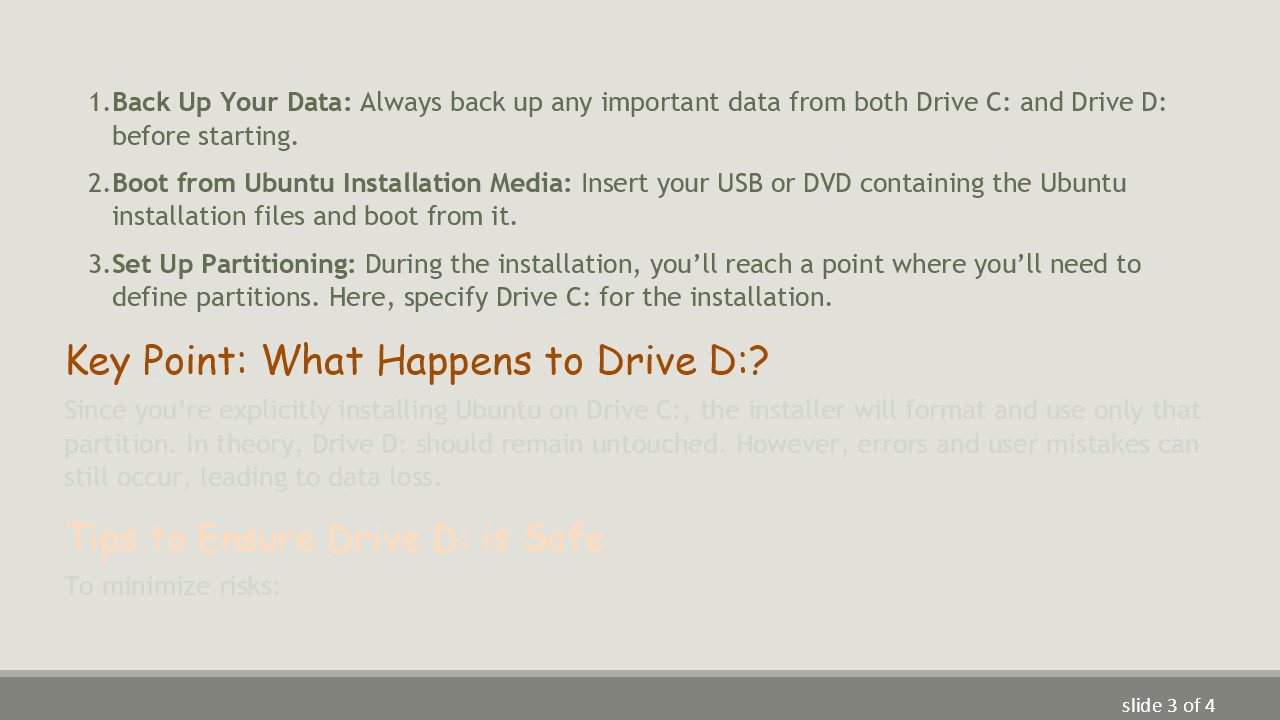 1.Back Up Your Data: Always back up any important data from both Drive C: and Drive D:
before starting.
2.Boot from Ubuntu Installation Media: Insert your USB or DVD containing the Ubuntu
installation files and boot from it.
3.Set Up Partitioning: During the installation, you’ll reach a point where you’ll need to
define partitions. Here, specify Drive C: for the installation.
Key Point: What Happens to Drive D:?
Since you’re explicitly installing Ubuntu on Drive C:, the installer will format and use only that
partition. In theory, Drive D: should remain untouched. However, errors and user mistakes can
still occur, leading to data loss.
Tips to Ensure Drive D: is Safe
To minimize risks:
slide 3 of 4